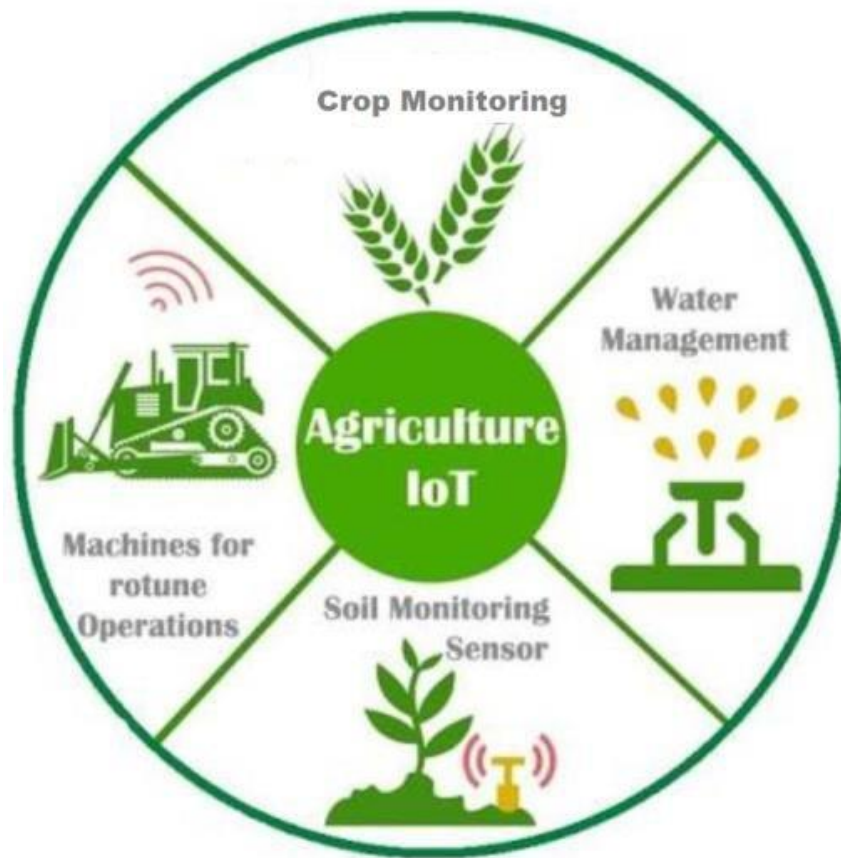 Crop Monitoring
Water
Management
Agriculture
IoT
Machines for
rotune
Operations
Soil Monitoring
Sensor